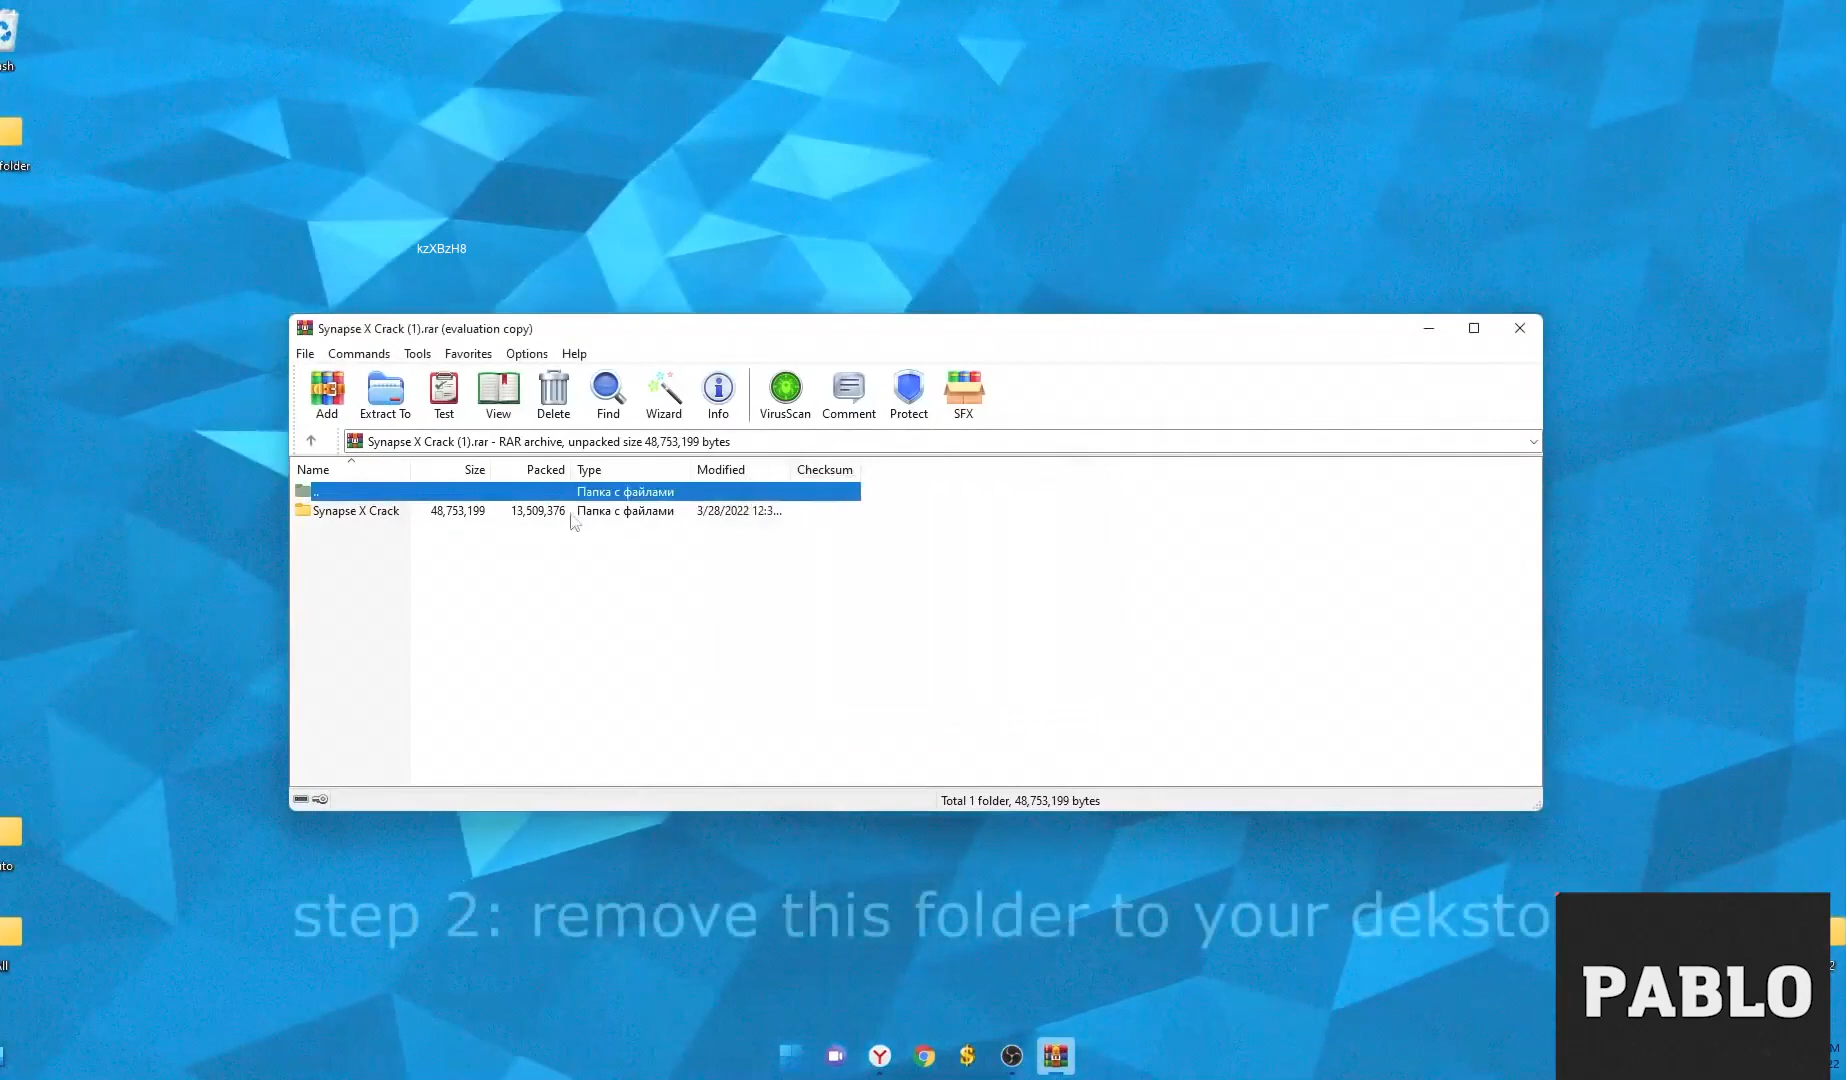 ash
folder
kzXBzH8
Synapse X Crack (1).rar (evaluation copy)
File Commands Tools Favorites Options Help
Add Extract To Test View Delete Find Wizard Info VirusScan Comment Protect SFX
Synapse X Crack (1).rar - RAR archive, unpacked size 48,753,199 bytes
Name Size Packed Type Modified Checksum
.. Папка с файлами
Synapse X Crack 48,753,199 13,509,376 Папка с файлами 3/28/2022 12:3...
Total 1 folder, 48,753,199 bytes
step 2: remove this folder to your deksto
PABLO